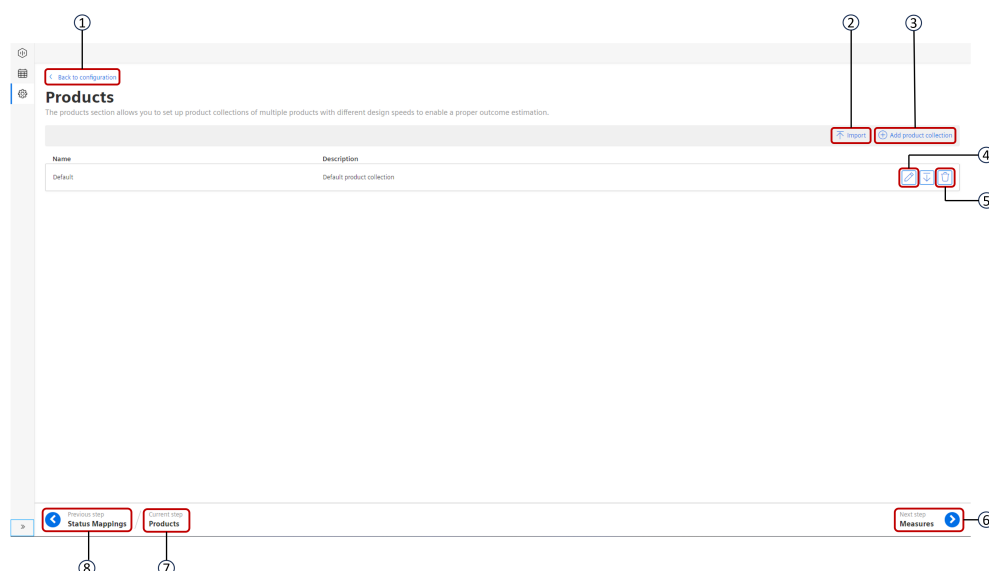 ① ② ③
Back to configuration
Products
The products section allows you to set up product collections of multiple products with different design speeds to enable a proper outcome estimation.
Import Add product collection
④
Name Description
Default Default product collection
⑤
Previous step Current step Next step
Status Mappings Products Measures
⑥
⑧ ⑦